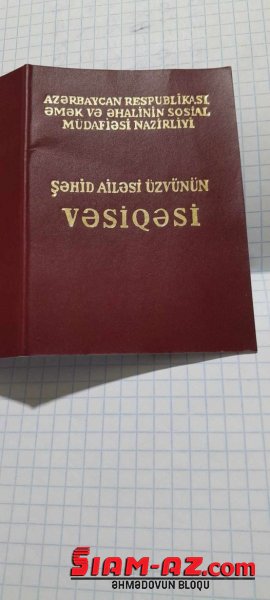 AZƏRBAYCAN RESPUBLİKASI
ƏMƏK VƏ ƏHALİNİN SOSİAL
MÜDAFİƏSİ NAZİRLİYİ
ŞƏHİD AİLƏSİ ÜZVÜNÜN
VƏSİQƏSİ
SIAM-AZ.com
ƏHMƏDOVUN BLOQU